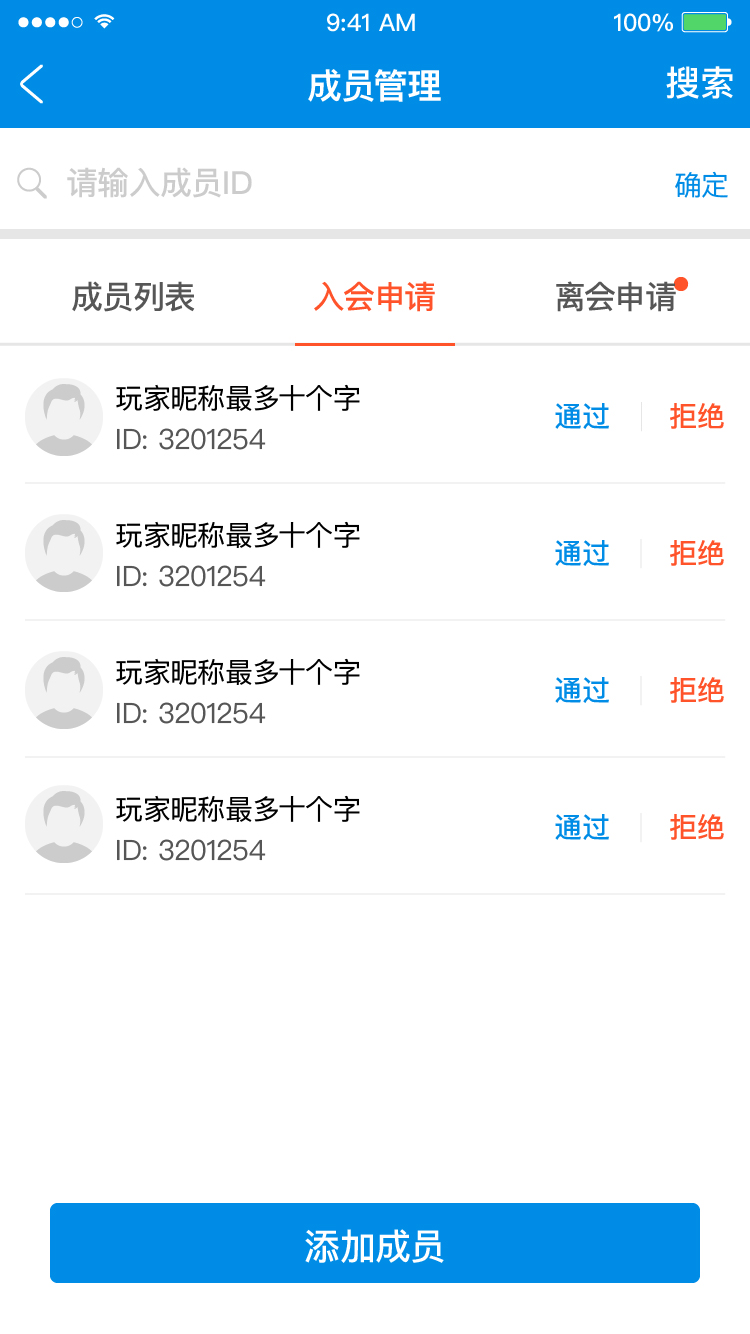 9:41 AM 100%
成员管理 搜索
请输入成员ID 确定
成员列表 入会申请 离会申请
玩家昵称最多十个字
ID: 3201254
通过 拒绝
玩家昵称最多十个字
ID: 3201254
通过 拒绝
玩家昵称最多十个字
ID: 3201254
通过 拒绝
玩家昵称最多十个字
ID: 3201254
通过 拒绝
添加成员